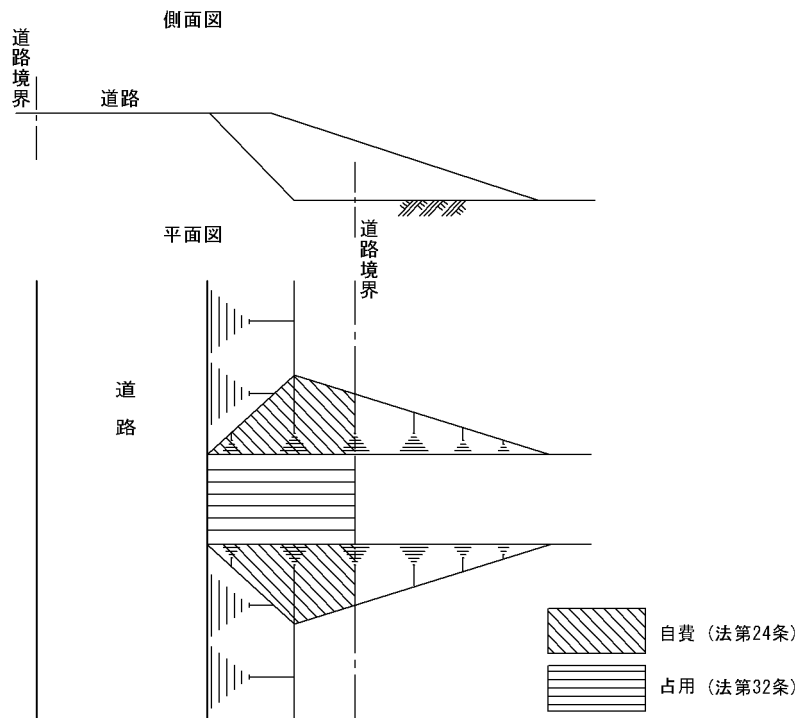 側面図
道路境界
道路
平面図
道路境界
道路
自費(法第24条)
占用(法第32条)